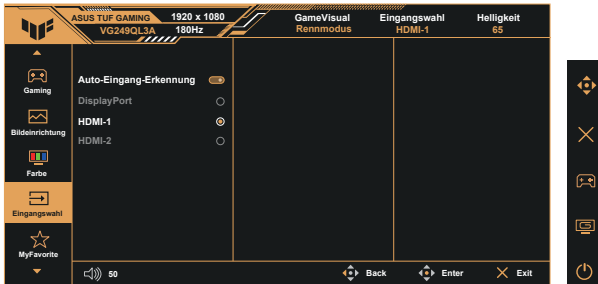 ASUS TUF GAMING 1920 x 1080 GameVisual Eingangswahl Helligkeit
VG249QL3A 180Hz Rennmodus HDMI-1 65
Gaming
Bildeinrichtung
Farbe
Eingangswahl
MyFavorite
Auto-Eingang-Erkennung
DisplayPort
HDMI-1
HDMI-2
50 Back Enter Exit